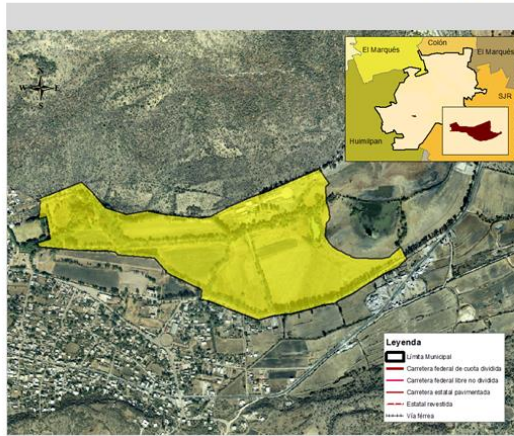 Colón
El Marqués
El Marqués
SJR
Huimilpan
Leyenda
Límite Municipal
Carretera federal de cuota dividida
Carretera federal libre no dividida
Carretera estatal pavimentada
Estatal revestida
Vía férrea